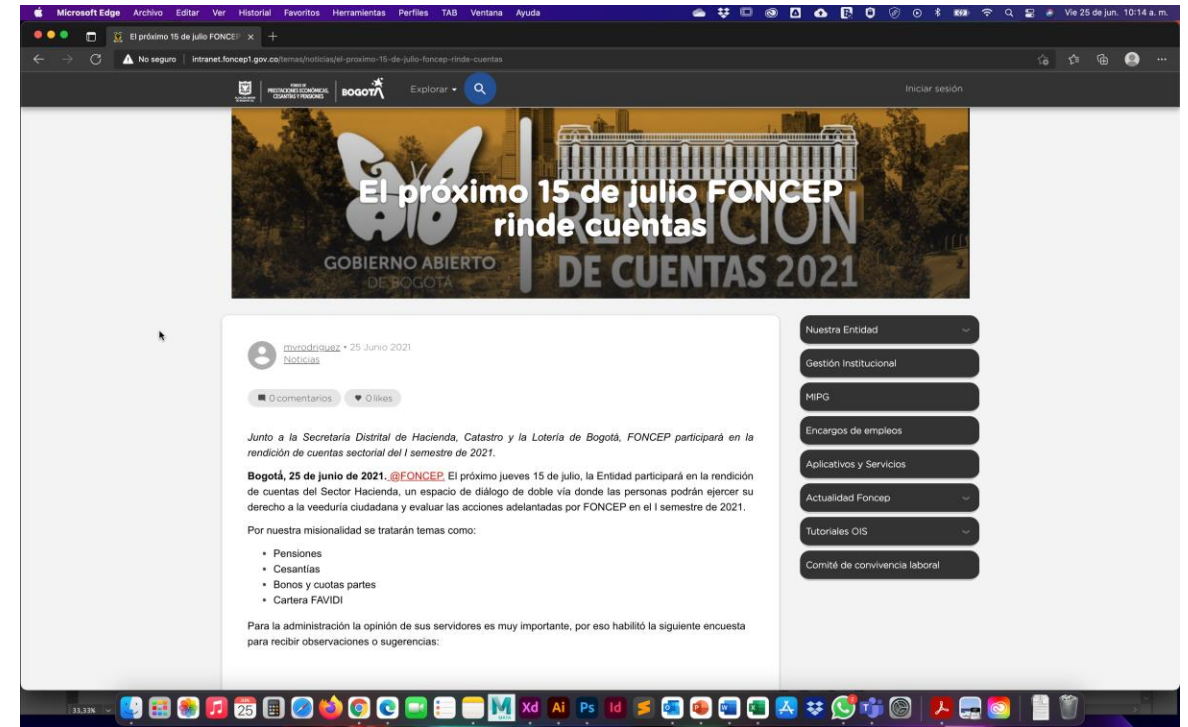 Microsoft Edge Archivo Editar Ver Historial Favoritos Herramientas Perfiles TAB Ventana Ayuda
Vie 25 de jun. 10:14 a. m.
El próximo 15 de julio FONCEP
No seguro | intranet.foncep1.gov.co/temas/noticias/el-proximo-15-de-julio-foncep-rinde-cuentas
PRESTACIONES ECONÓMICAS,
CESANTÍAS Y PENSIONES
BOGOTÁ
Explorar
Iniciar sesión
El próximo 15 de julio FONCEP
rinde cuentas
GOBIERNO ABIERTO
DE BOGOTÁ
RENDICIÓN
DE CUENTAS 2021
mvrodriguez • 25 Junio 2021
Noticias
0 comentarios
0 likes
Junto a la Secretaría Distrital de Hacienda, Catastro y la Lotería de Bogotá, FONCEP participará en la
rendición de cuentas sectorial del I semestre de 2021.
Bogotá, 25 de junio de 2021. @FONCEP. El próximo jueves 15 de julio, la Entidad participará en la rendición
de cuentas del Sector Hacienda, un espacio de diálogo de doble vía donde las personas podrán ejercer su
derecho a la veeduría ciudadana y evaluar las acciones adelantadas por FONCEP en el I semestre de 2021.
Por nuestra misionalidad se tratarán temas como:
• Pensiones
• Cesantías
• Bonos y cuotas partes
• Cartera FAVIDI
Para la administración la opinión de sus servidores es muy importante, por eso habilitó la siguiente encuesta
para recibir observaciones o sugerencias:
Nuestra Entidad
Gestión Institucional
MIPG
Encargos de empleos
Aplicativos y Servicios
Actualidad Foncep
Tutoriales OIS
Comité de convivencia laboral
33.33%
25
Xd Ai Ps Id